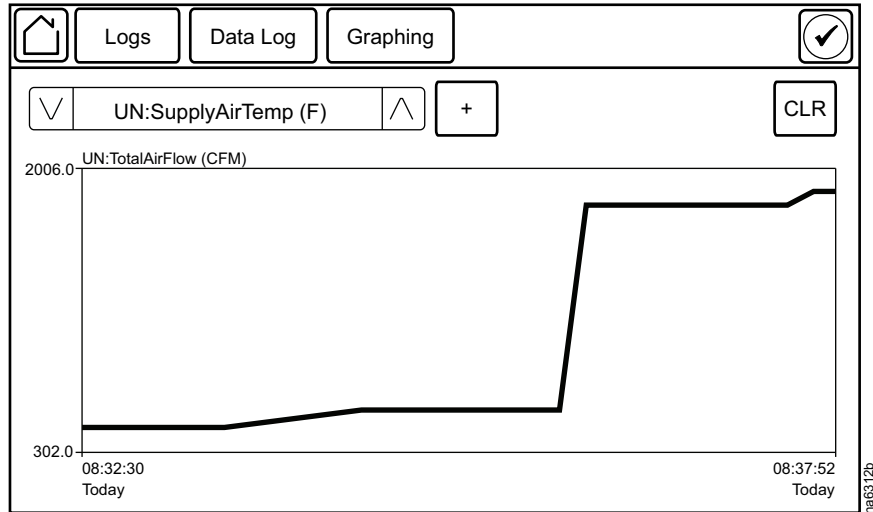 Logs
Data Log
Graphing
UN:SupplyAirTemp (F)
+
CLR
UN:TotalAirFlow (CFM)
2006.0
302.0
08:32:30
Today
08:37:52
Today
na6312b